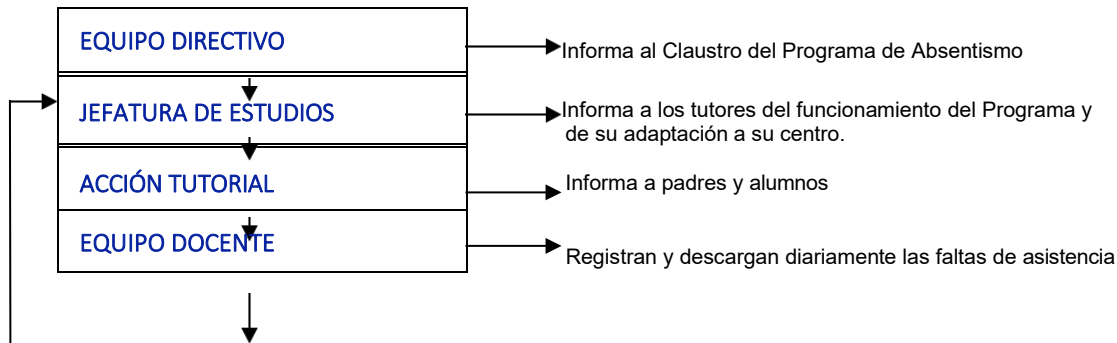 EQUIPO DIRECTIVO
Informa al Claustro del Programa de Absentismo
JEFATURA DE ESTUDIOS
Informa a los tutores del funcionamiento del Programa y
de su adaptación a su centro.
ACCIÓN TUTORIAL
Informa a padres y alumnos
EQUIPO DOCENTE
Registran y descargan diariamente las faltas de asistencia